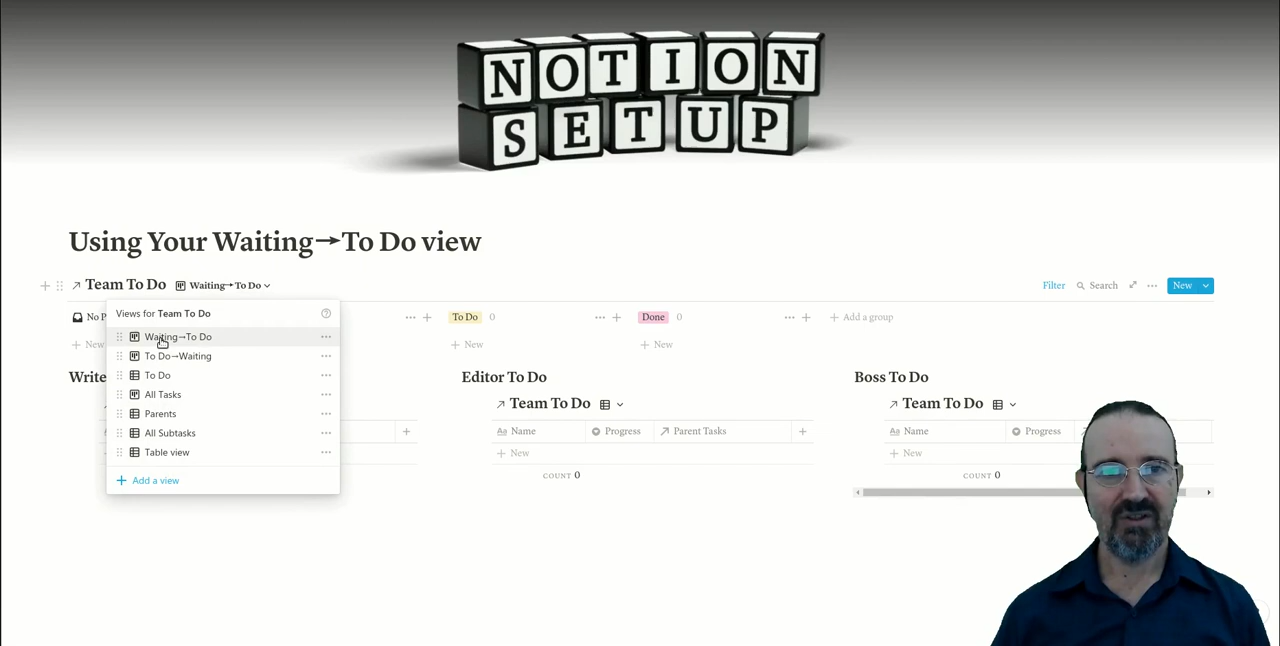 NOTION
SETUP
Using Your Waiting→To Do view
Team To Do Waiting→To Do
Filter Search New
Views for Team To Do
No P
To Do 0
Done 0
Add a group
New
New
New
Waiting→To Do
To Do→Waiting
To Do
All Tasks
Parents
All Subtasks
Table view
Add a view
Write
Editor To Do
Team To Do
Aa Name Progress Parent Tasks
New
COUNT 0
Boss To Do
Team To Do
Aa Name Progress
New
COUNT 0